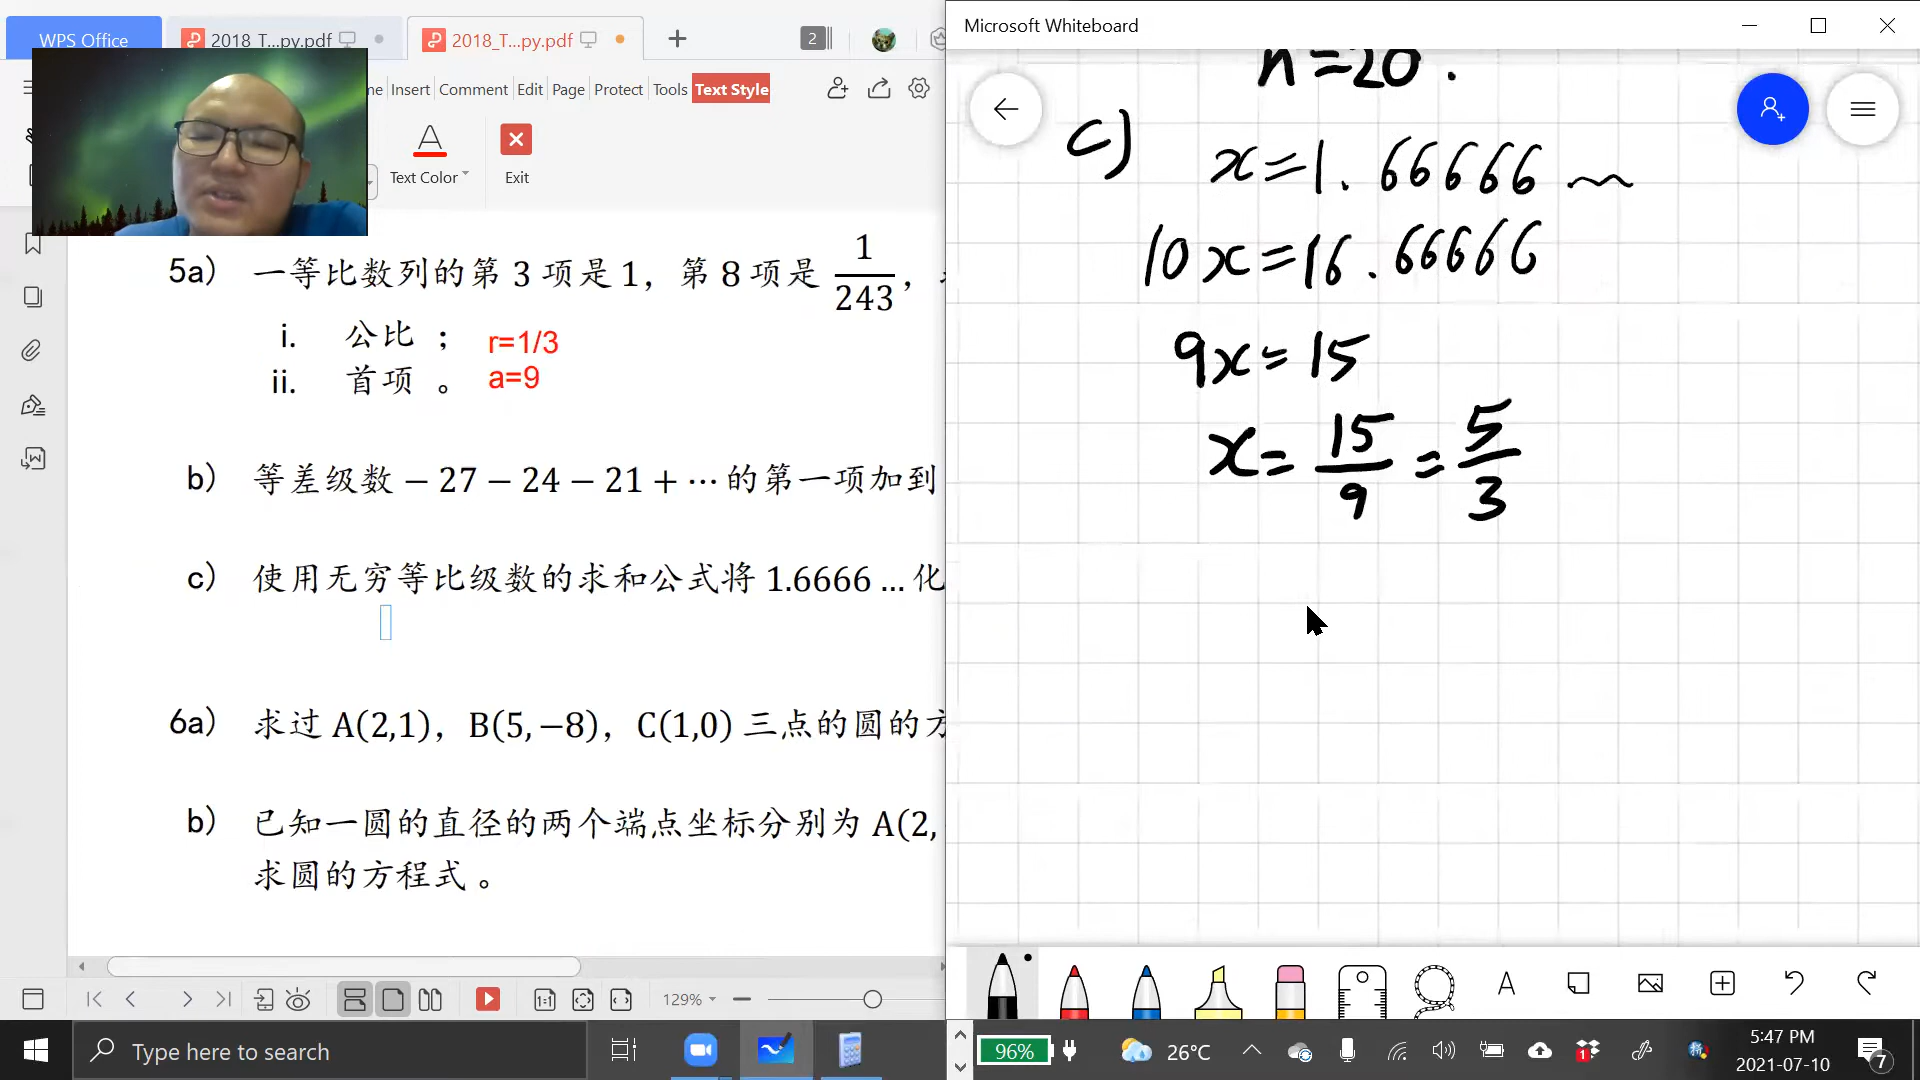 WPS Office
2018_T...py.pdf
2018_T...py.pdf
2
Insert Comment Edit Page Protect Tools Text Style
Text Color
Exit
5a) 一等比数列的第 3 项是 1，第 8 项是 1/243，
i. 公比 ； r=1/3
ii. 首项 。 a=9
b) 等差级数 − 27 − 24 − 21 + ⋯ 的第一项加到
c) 使用无穷等比级数的求和公式将 1.6666 … 化
6a) 求过 A(2,1)，B(5,−8)，C(1,0) 三点的圆的方
b) 已知一圆的直径的两个端点坐标分别为 A(2,
求圆的方程式 。
129%
Microsoft Whiteboard
n=20 .
c) x=1.66666
10x=16.66666
9x=15
x=15/9=5/3
Type here to search
96%
26°C
1
5:47 PM
2021-07-10
7